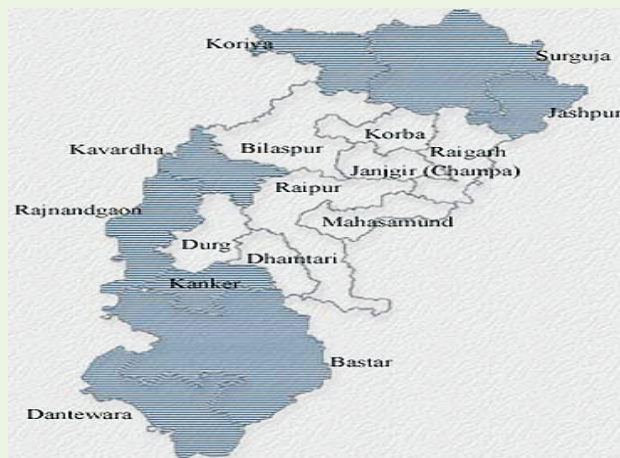 Koriya
Surguja
Jashpur
Korba
Bilaspur
Raigarh
Kavardha
Janjgir (Champa)
Raipur
Rajnandgaon
Mahasamund
Durg
Dhamtari
Kanker
Bastar
Dantewara